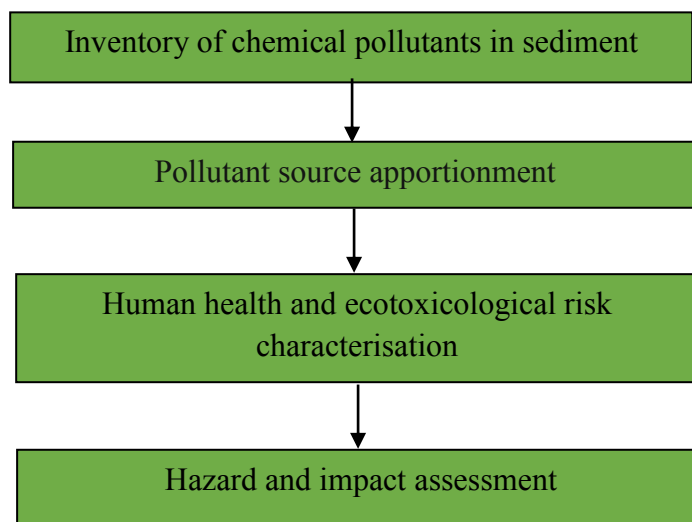 Inventory of chemical pollutants in sediment
Pollutant source apportionment
Human health and ecotoxicological risk
characterisation
Hazard and impact assessment